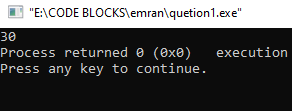 "E:\CODE BLOCKS\emran\quetion1.exe"
30
Process returned 0 (0x0)   execution
Press any key to continue.